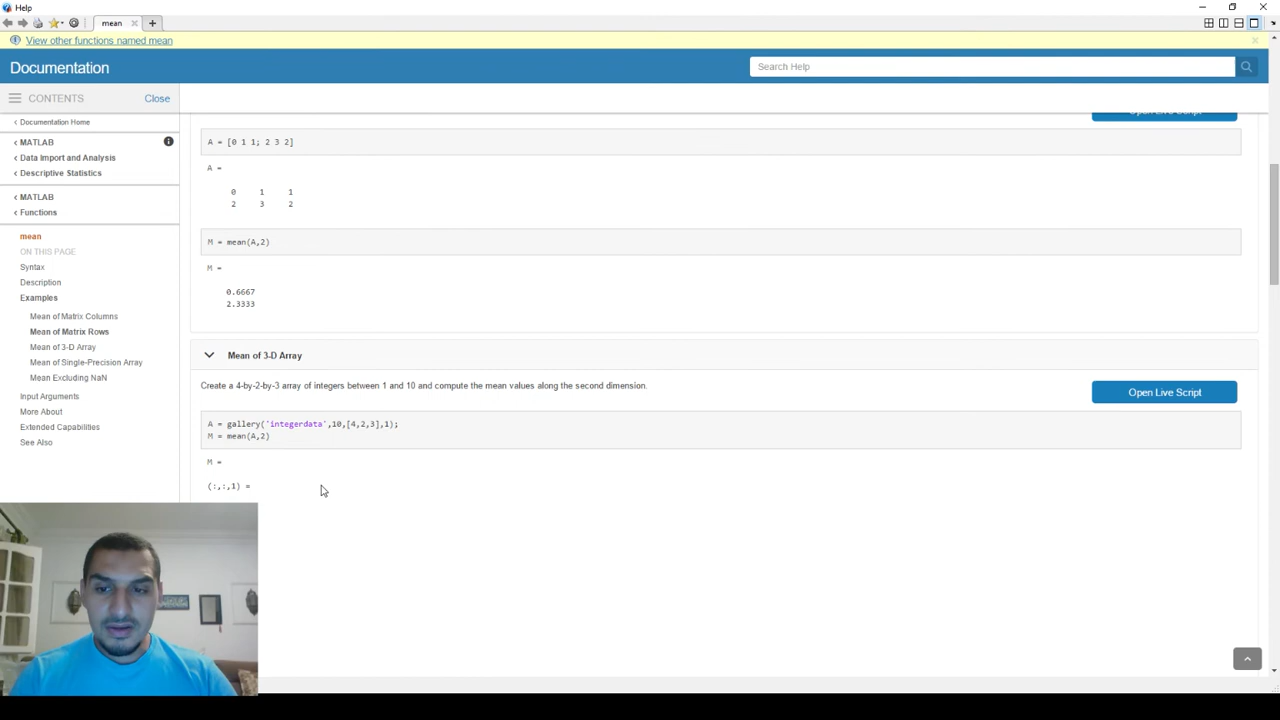 Help
mean
View other functions named mean
Documentation
Search Help
CONTENTS
Close
Documentation Home
MATLAB
Data Import and Analysis
Descriptive Statistics
MATLAB
Functions
mean
ON THIS PAGE
Syntax
Description
Examples
Mean of Matrix Columns
Mean of Matrix Rows
Mean of 3-D Array
Mean of Single-Precision Array
Mean Excluding NaN
Input Arguments
More About
Extended Capabilities
See Also
Open Live Script
A = [0 1 1; 2 3 2]
A =
0 1 1
2 3 2
M = mean(A,2)
M =
0.6667
2.3333
Mean of 3-D Array
Create a 4-by-2-by-3 array of integers between 1 and 10 and compute the mean values along the second dimension.
Open Live Script
A = gallery('integerdata',10,[4,2,3],1);
M = mean(A,2)
M =
(:,:,1) =